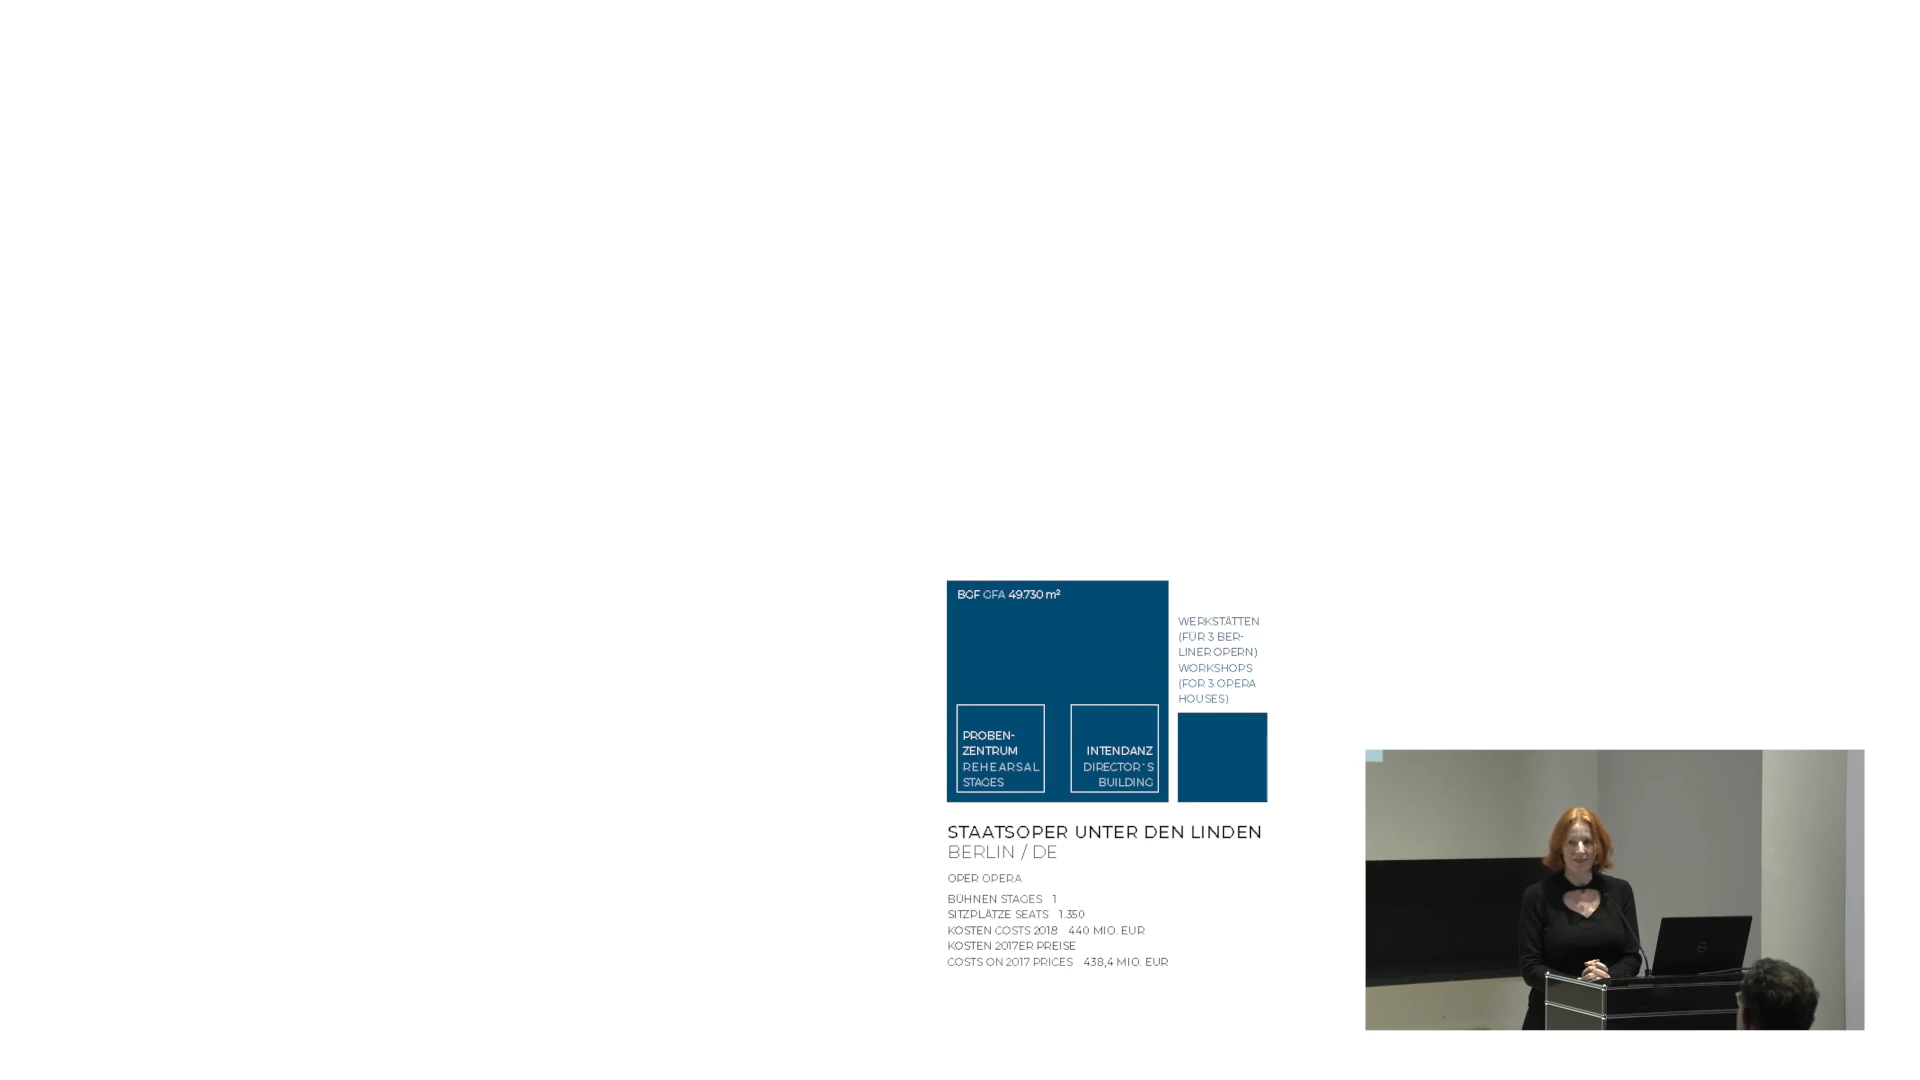 BGF GFA 49.730 m²
WERKSTÄTTEN
(FÜR 3 BER-
LINER OPERN)
WORKSHOPS
(FOR 3 OPERA
HOUSES)
PROBEN-
ZENTRUM
REHEARSAL
STAGES
INTENDANZ
DIRECTOR´S
BUILDING
STAATSOPER UNTER DEN LINDEN
BERLIN / DE
OPER OPERA
BÜHNEN STAGES 1
SITZPLÄTZE SEATS 1.350
KOSTEN COSTS 2018 440 MIO. EUR
KOSTEN 2017ER PREISE
COSTS ON 2017 PRICES 438,4 MIO. EUR